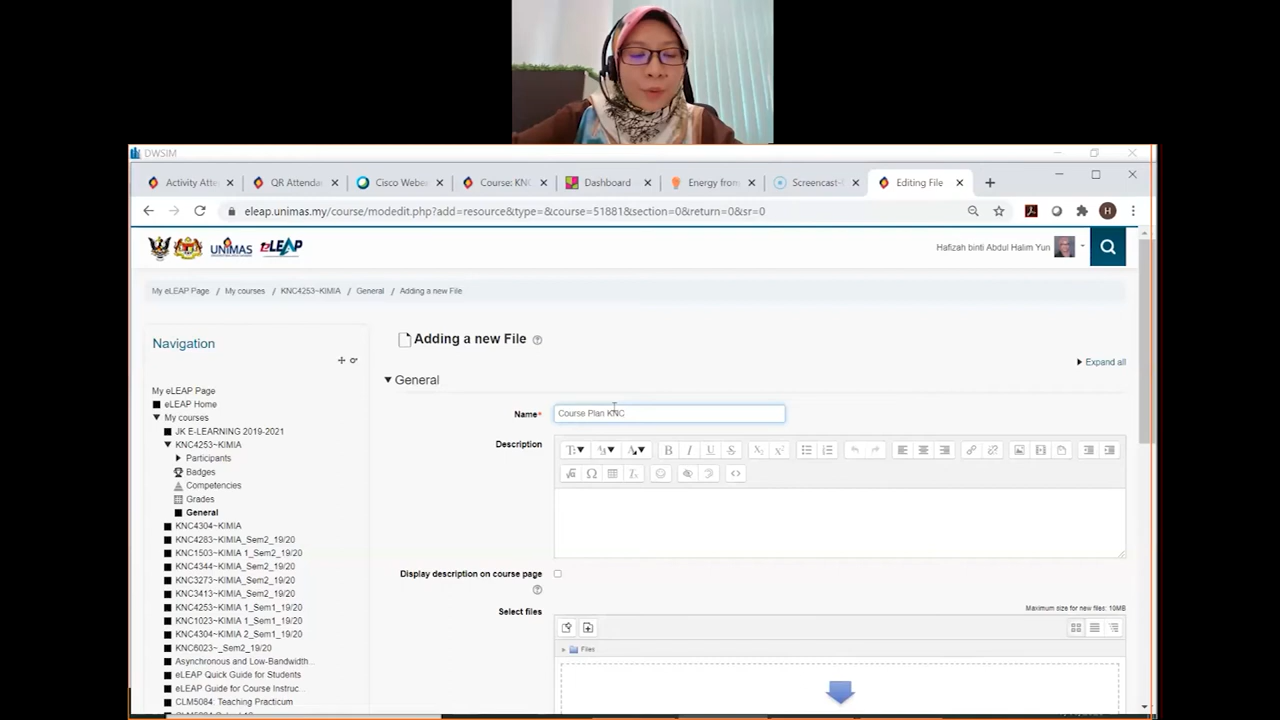 DWSIM
Activity Atte
QR Attendan
Cisco Webe
Course: KNC
Dashboard
Energy from
Screencast-
Editing File
eleap.unimas.my/course/modedit.php?add=resource&type=&course=51881&section=0&return=0&sr=0
H
UNIMAS
eLEAP
Hafizah binti Abdul Halim Yun
My eLEAP Page / My courses / KNC4253~KIMIA / General / Adding a new File
Navigation
My eLEAP Page
eLEAP Home
My courses
JK E-LEARNING 2019-2021
KNC4253~KIMIA
Participants
Badges
Competencies
Grades
General
KNC4304~KIMIA
KNC4283~KIMIA_Sem2_19/20
KNC1503~KIMIA 1_Sem2_19/20
KNC4344~KIMIA_Sem2_19/20
KNC3273~KIMIA_Sem2_19/20
KNC3413~KIMIA_Sem2_19/20
KNC4253~KIMIA 1_Sem1_19/20
KNC1023~KIMIA 1_Sem1_19/20
KNC4304~KIMIA 2_Sem1_19/20
KNC6023~_Sem2_19/20
Asynchronous and Low-Bandwidth...
eLEAP Quick Guide for Students
eLEAP Guide for Course Instruc...
CLM5084: Teaching Practicum
Adding a new File
Expand all
General
Name*
Course Plan KNC
Description
Display description on course page
Select files
Maximum size for new files: 10MB
Files